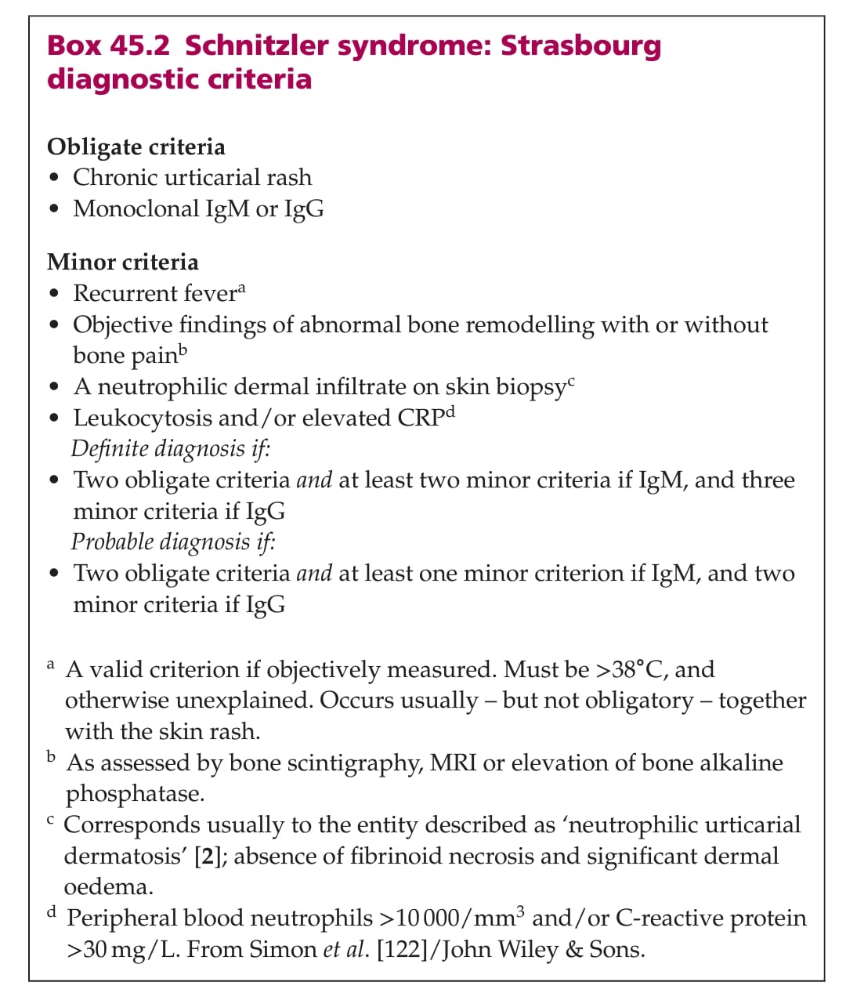 Box 45.2 Schnitzler syndrome: Strasbourg
diagnostic criteria
Obligate criteria
• Chronic urticarial rash
• Monoclonal IgM or IgG
Minor criteria
• Recurrent feverᵃ
• Objective findings of abnormal bone remodelling with or without
bone painᵇ
• A neutrophilic dermal infiltrate on skin biopsyᶜ
• Leukocytosis and/or elevated CRPᵈ
Definite diagnosis if:
• Two obligate criteria and at least two minor criteria if IgM, and three
minor criteria if IgG
Probable diagnosis if:
• Two obligate criteria and at least one minor criterion if IgM, and two
minor criteria if IgG
ᵃ A valid criterion if objectively measured. Must be >38°C, and
otherwise unexplained. Occurs usually – but not obligatory – together
with the skin rash.
ᵇ As assessed by bone scintigraphy, MRI or elevation of bone alkaline
phosphatase.
ᶜ Corresponds usually to the entity described as ‘neutrophilic urticarial
dermatosis’ [2]; absence of fibrinoid necrosis and significant dermal
oedema.
ᵈ Peripheral blood neutrophils >10 000/mm³ and/or C-reactive protein
>30 mg/L. From Simon et al. [122]/John Wiley & Sons.